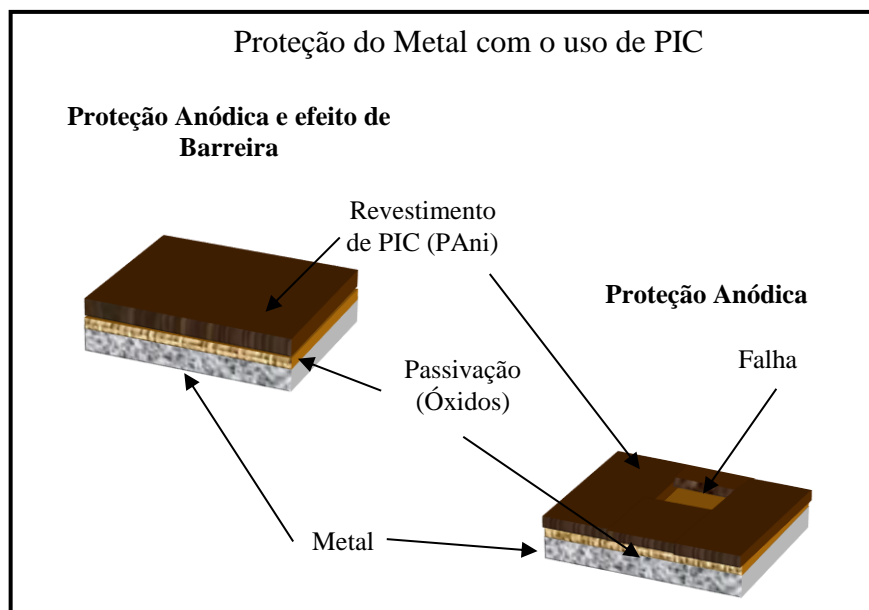 Proteção do Metal com o uso de PIC
Proteção Anódica e efeito de
Barreira
Revestimento
de PIC (PAni)
Proteção Anódica
Falha
Passivação
(Óxidos)
Metal